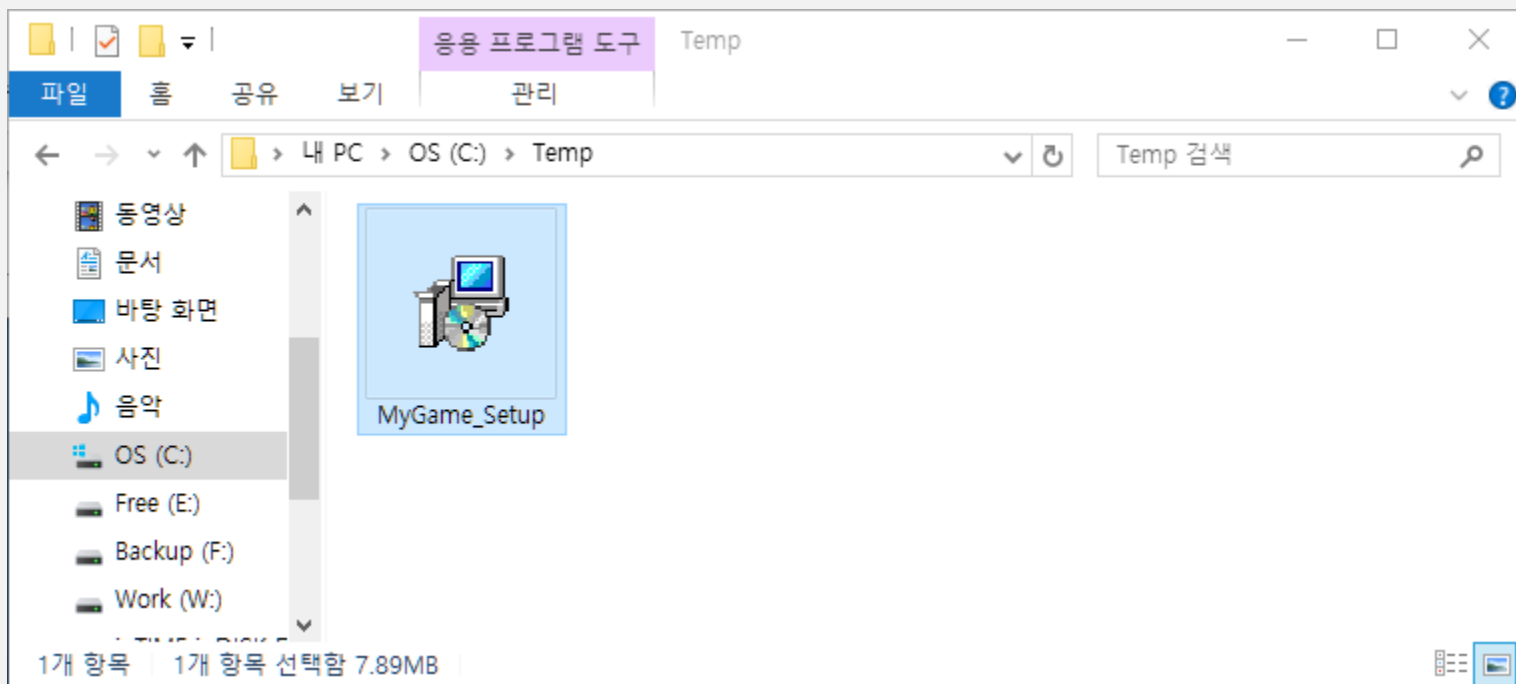 응용 프로그램 도구 Temp
파일 홈 공유 보기 관리
내 PC > OS (C:) > Temp
Temp 검색
동영상
문서
바탕 화면
사진
음악
OS (C:)
Free (E:)
Backup (F:)
Work (W:)
MyGame_Setup
1개 항목 1개 항목 선택함 7.89MB